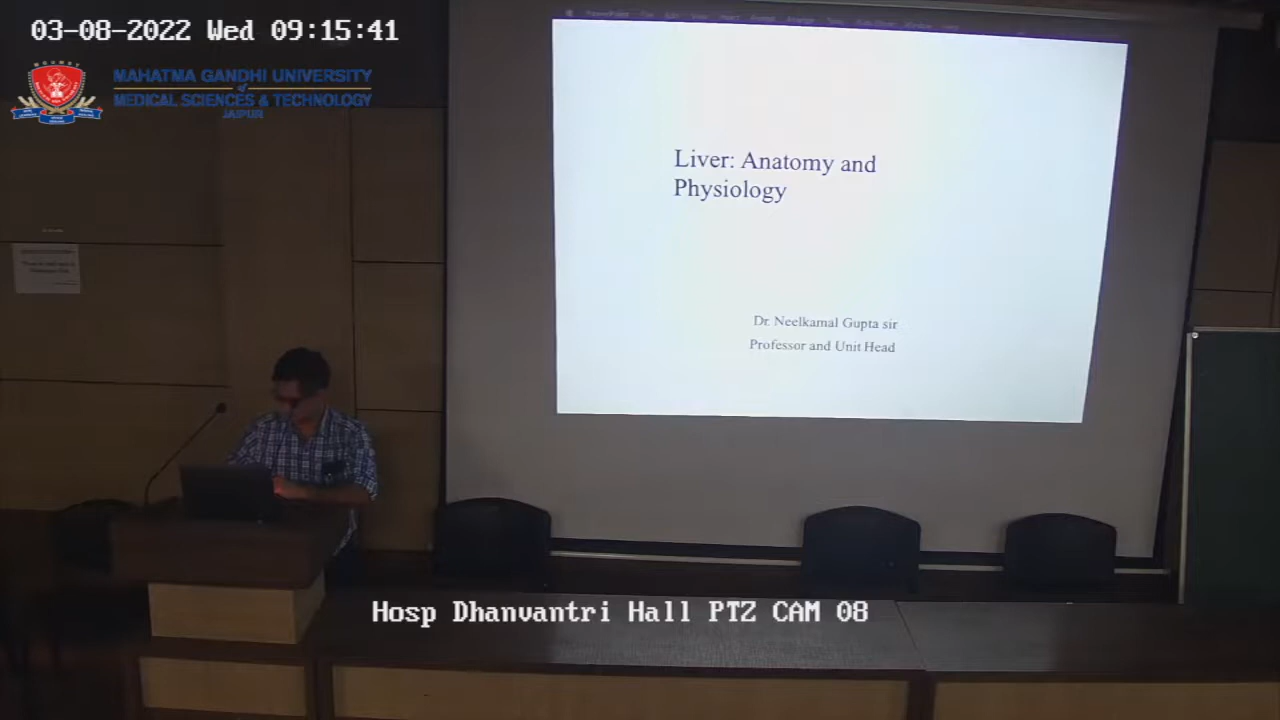 03-08-2022 Wed 09:15:41
MAHATMA GANDHI UNIVERSITY
of
MEDICAL SCIENCES & TECHNOLOGY
JAIPUR
Liver: Anatomy and
Physiology
Dr. Neelkamal Gupta sir
Professor and Unit Head
Hosp Dhanvantri Hall PTZ CAM 08